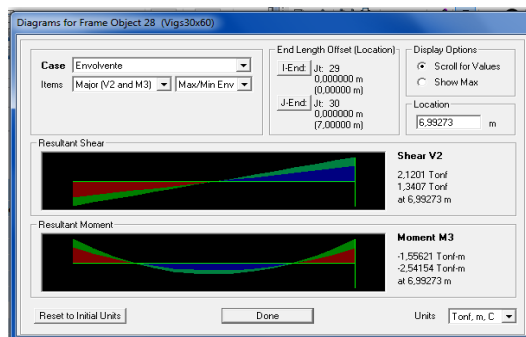 Diagrams for Frame Object 28 (Vigs30x60)
Case Envolvente
Items Major (V2 and M3) Max/Min Env
End Length Offset (Location)
I-End: Jt: 29
0,000000 m
(0,00000 m)
J-End: Jt: 30
0,000000 m
(7,00000 m)
Display Options
Scroll for Values
Show Max
Location
6,99273 m
Resultant Shear
Shear V2
2,1201 Tonf
1,3407 Tonf
at 6,99273 m
Resultant Moment
Moment M3
-1,55621 Tonf-m
-2,54154 Tonf-m
at 6,99273 m
Reset to Initial Units
Done
Units Tonf, m, C